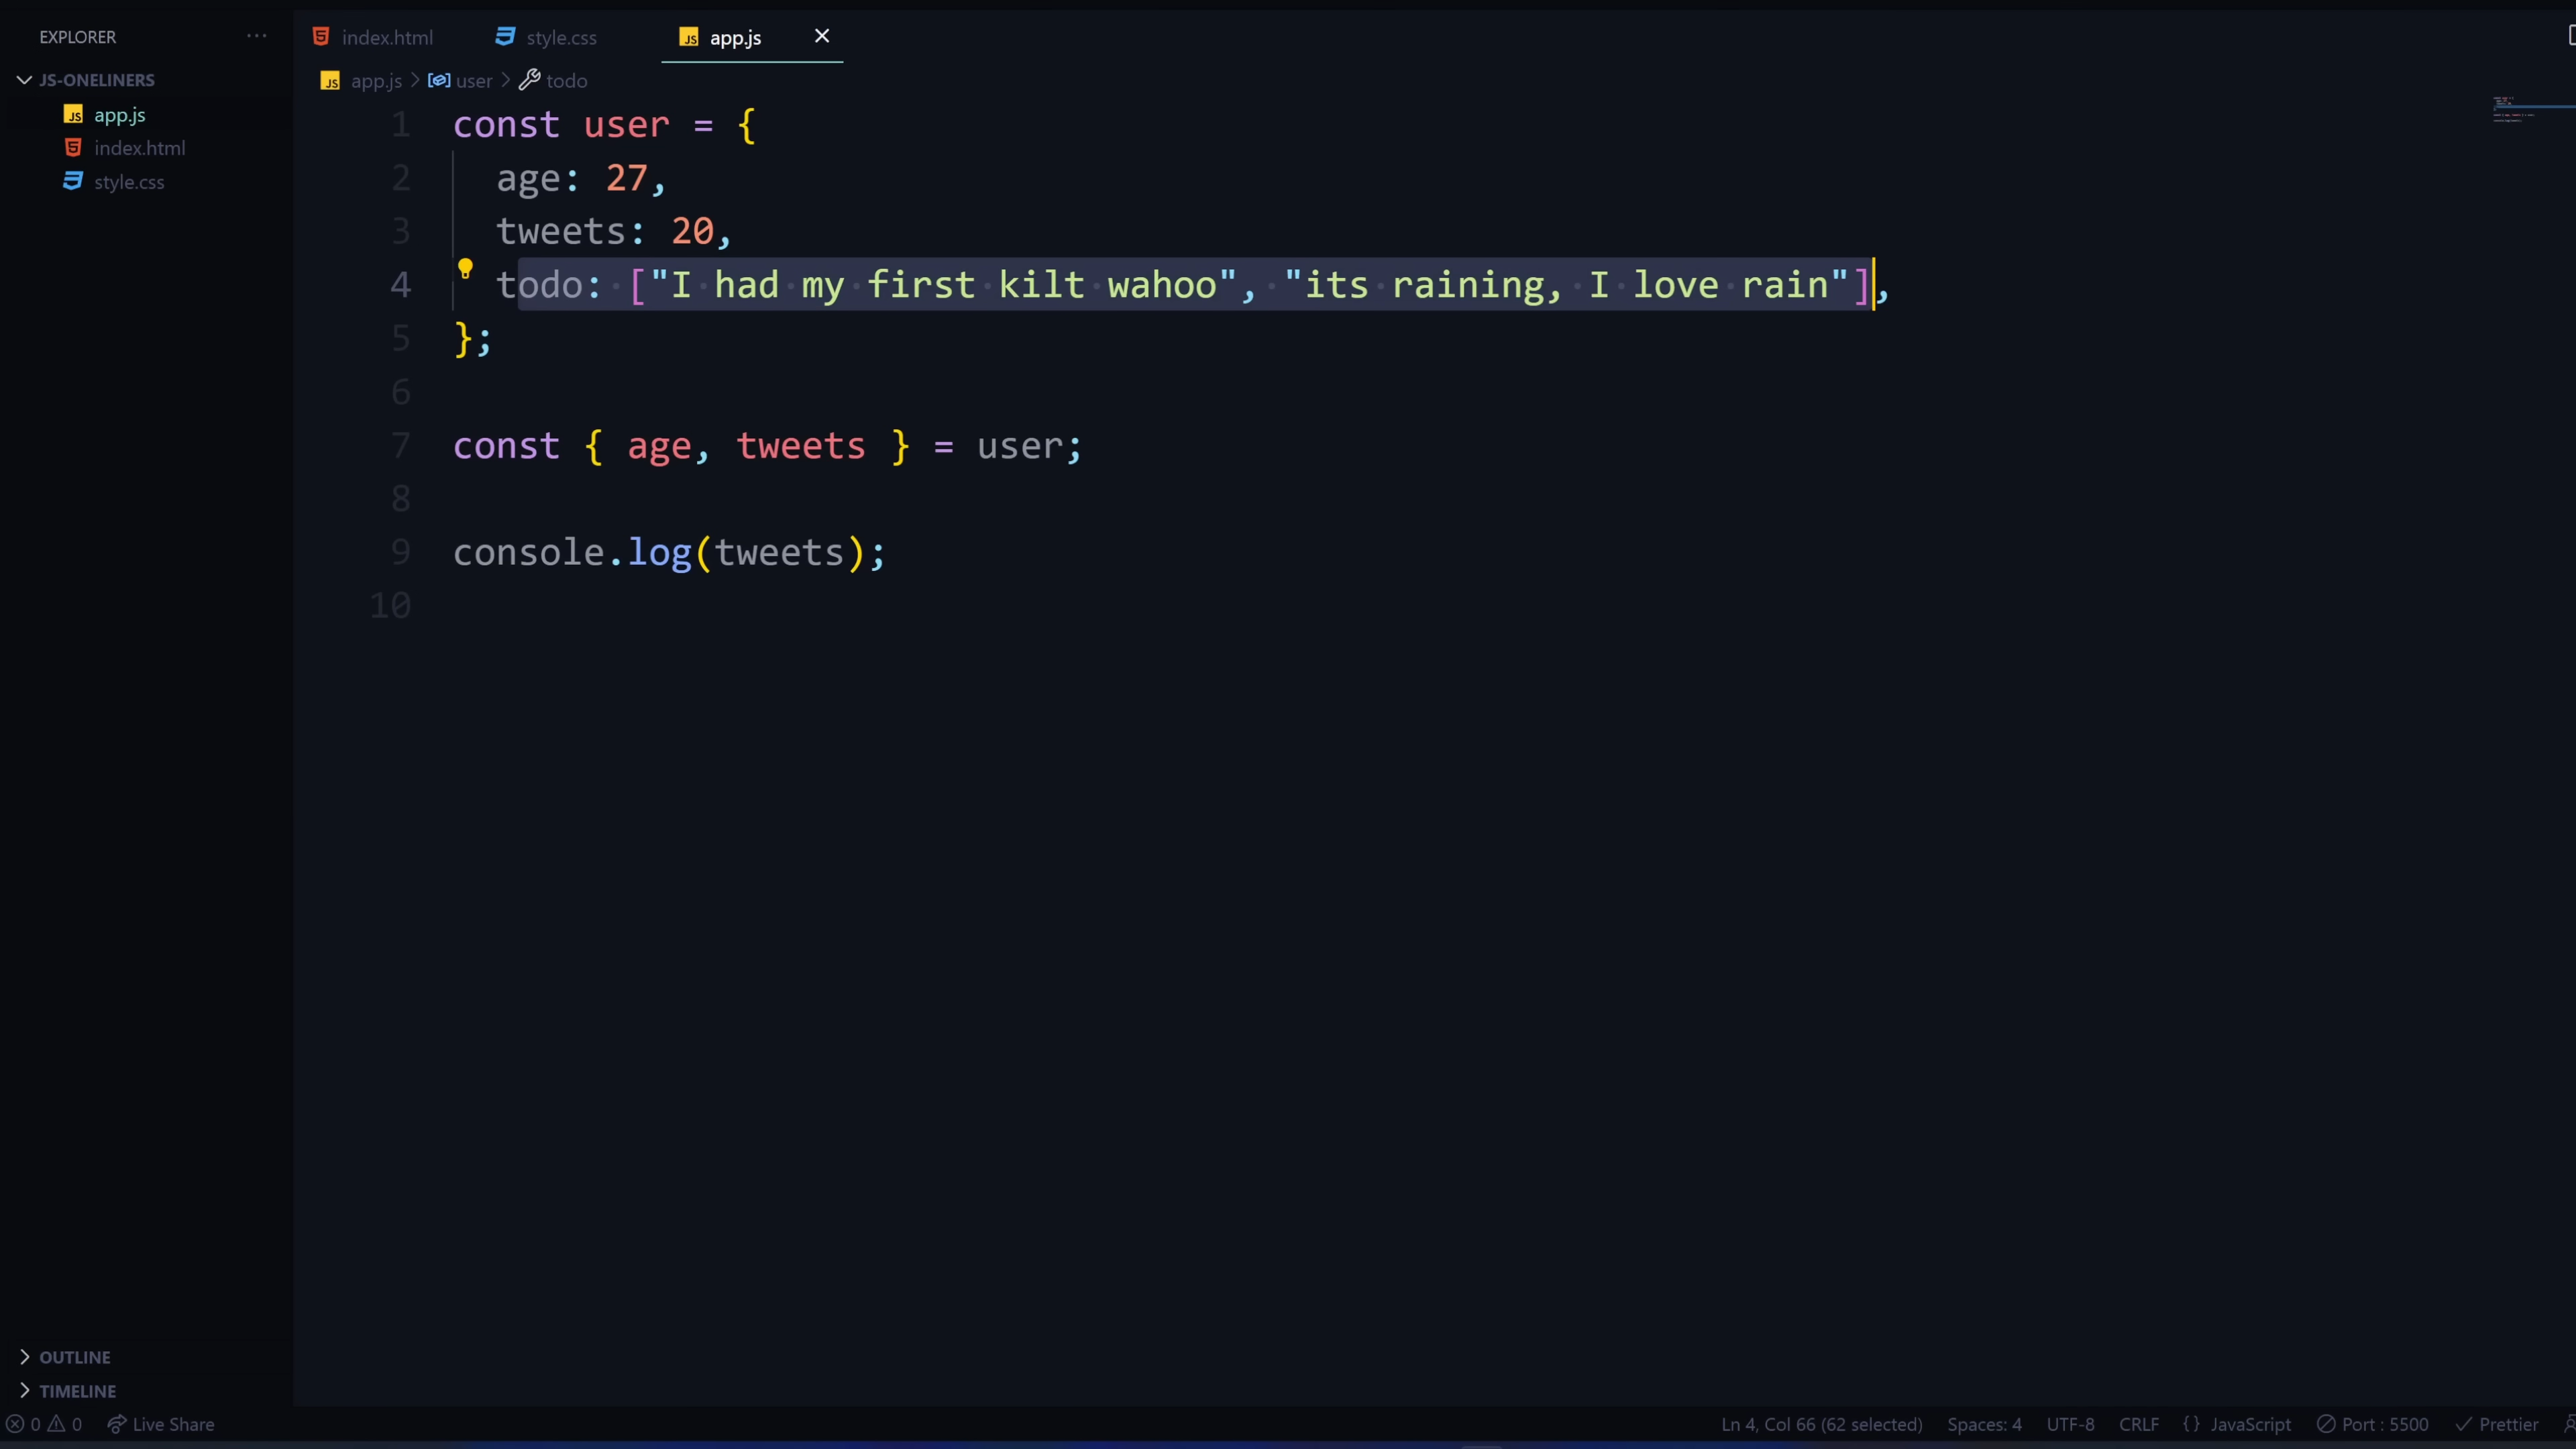 EXPLORER
JS-ONELINERS
app.js
index.html
style.css
index.html
style.css
app.js
app.js > user > todo
1 const user = {
2 age: 27,
3 tweets: 20,
4 todo: ["I had my first kilt wahoo", "its raining, I love rain"],
5 };
6
7 const { age, tweets } = user;
8
9 console.log(tweets);
10
OUTLINE
TIMELINE
0 0 Live Share
Ln 4, Col 66 (62 selected) Spaces: 4 UTF-8 CRLF {} JavaScript Port : 5500 Prettier